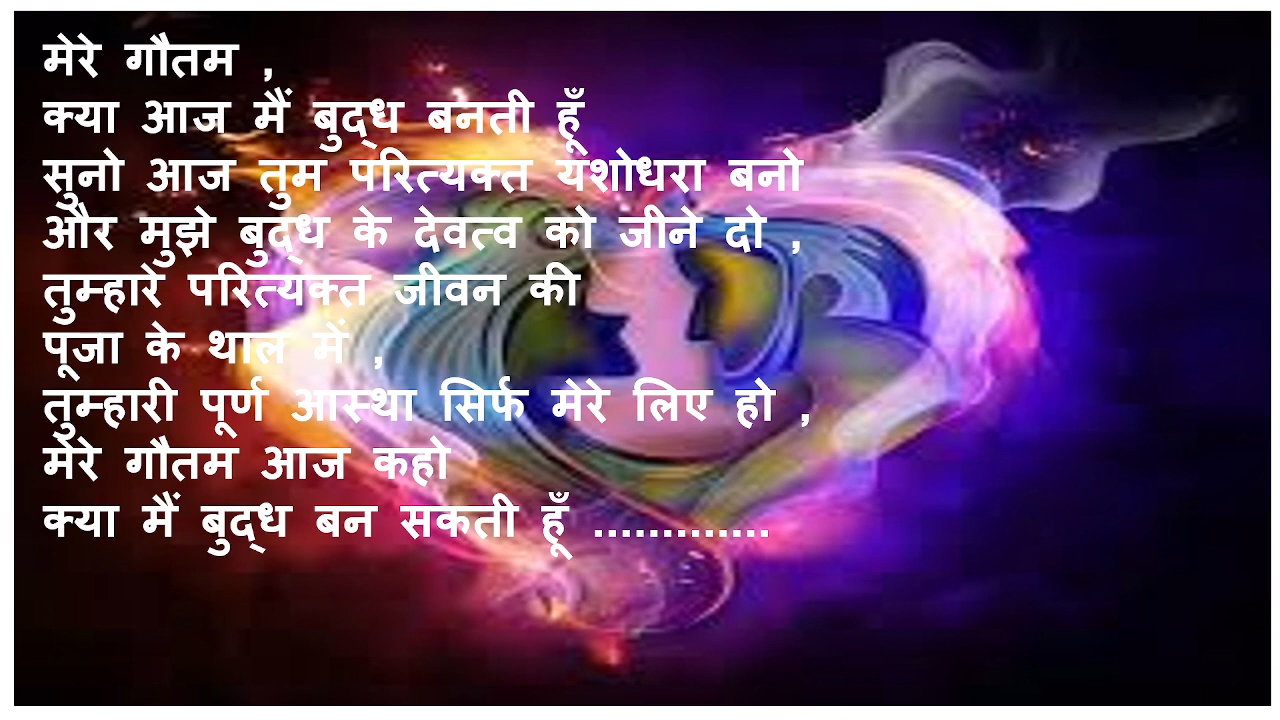 मेरे गौतम ,
क्या आज मैं बुद्ध बनती हूँ
सुनो आज तुम परित्यक्त यशोधरा बनो
और मुझे बुद्ध के देवत्व को जीने दो ,
तुम्हारे परित्यक्त जीवन की
पूजा के थाल में ,
तुम्हारी पूर्ण आस्था सिर्फ मेरे लिए हो ,
मेरे गौतम आज कहो
क्या मैं बुद्ध बन सकती हूँ .............